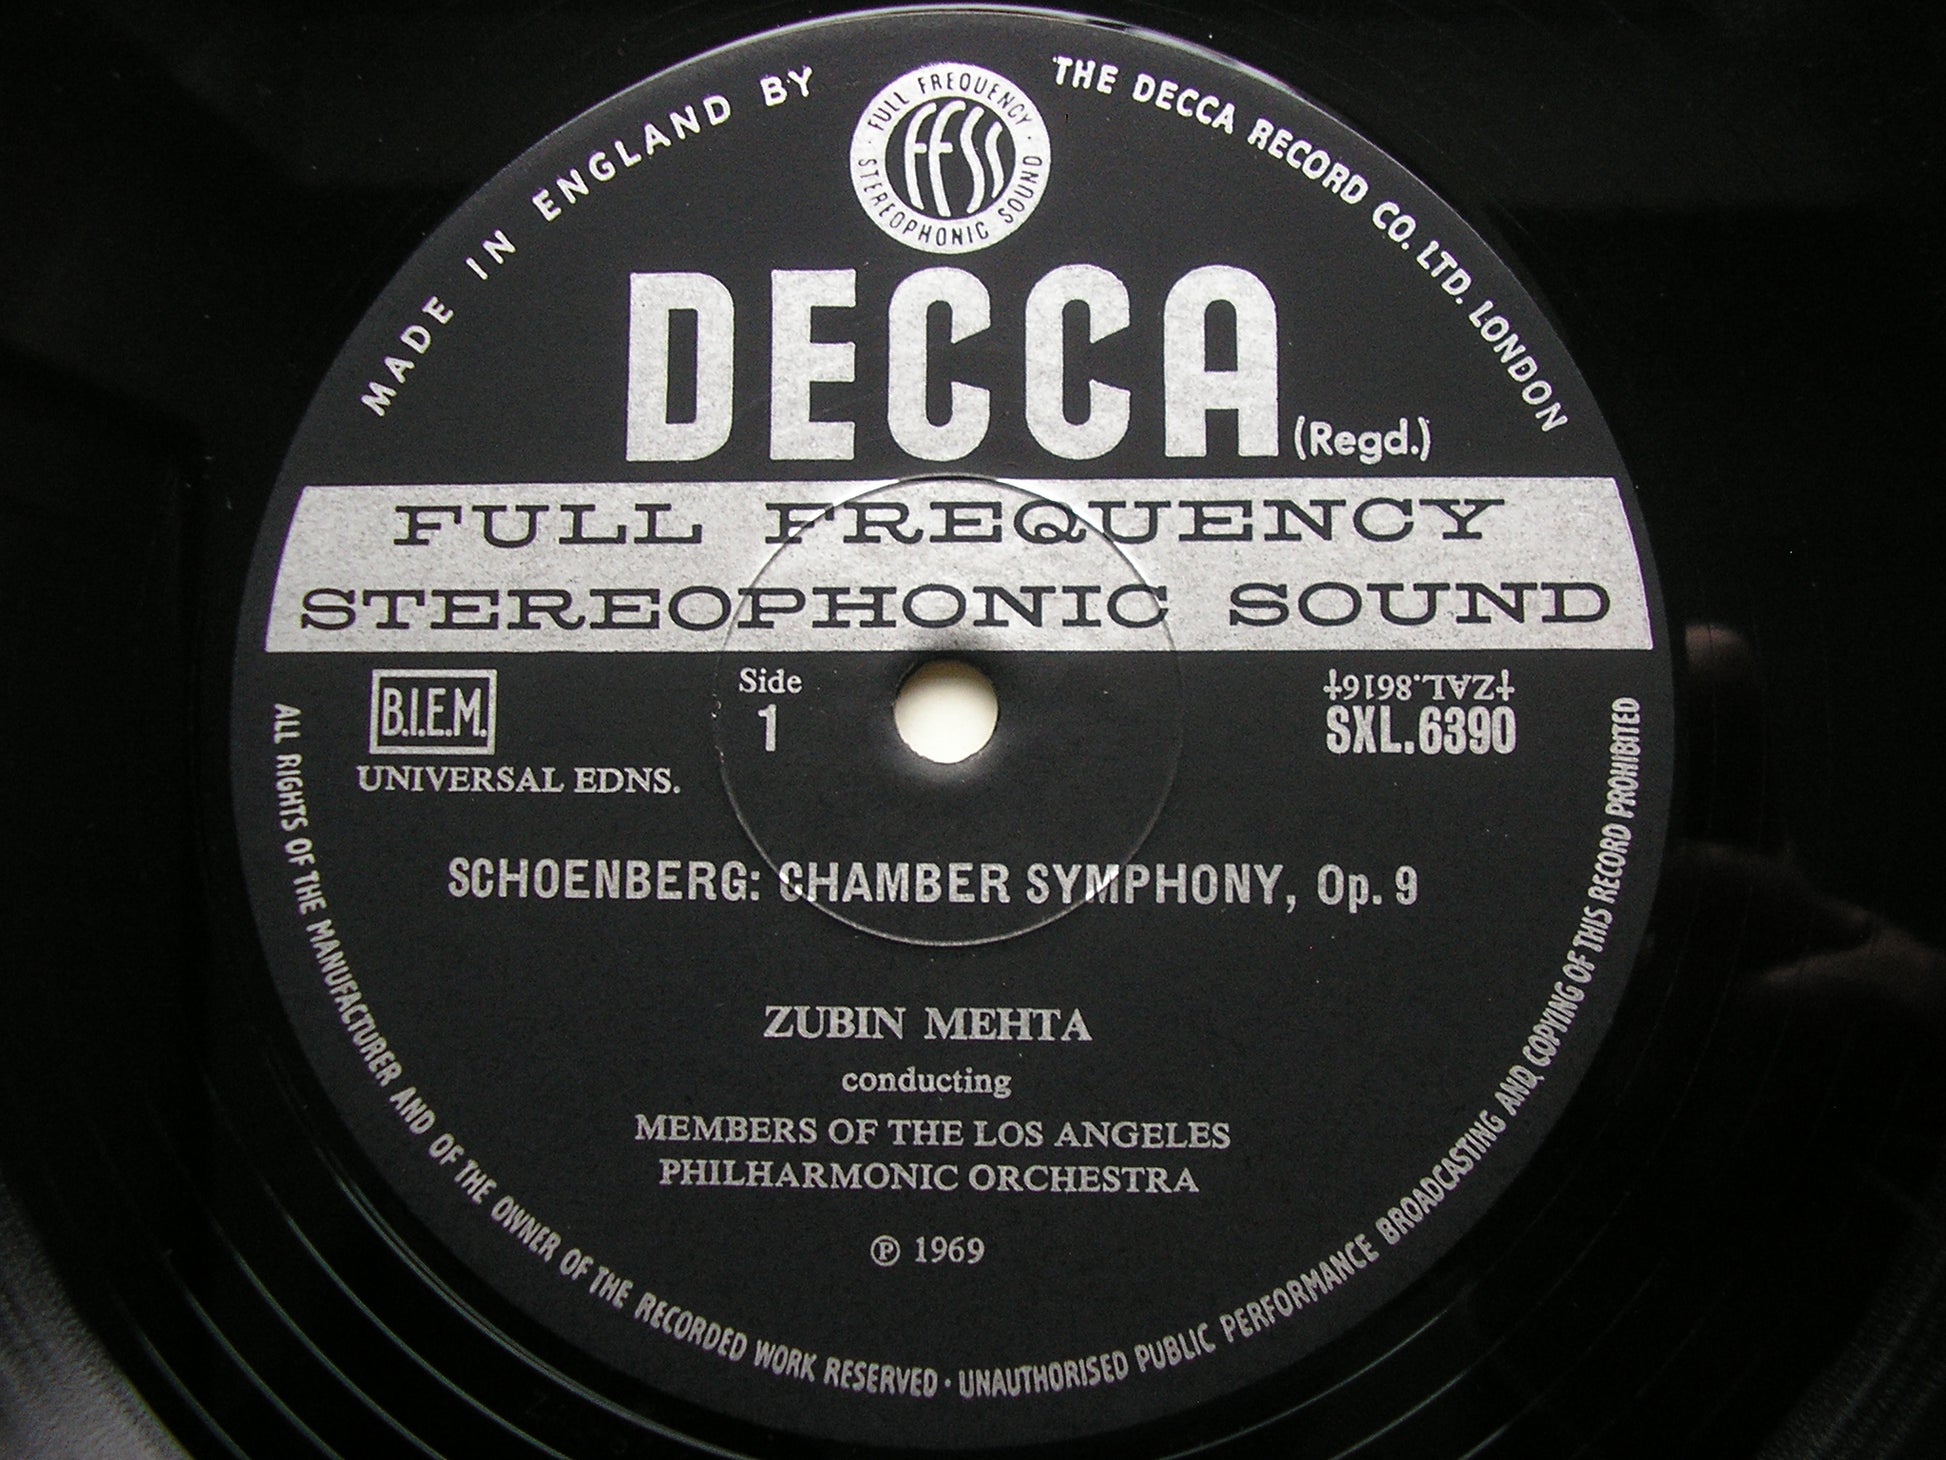 MADE IN ENGLAND BY
THE DECCA RECORD CO. LTD. LONDON
FULL FREQUENCY · STEREOPHONIC SOUND ·
FFSS
DECCA (Regd.)
FULL FREQUENCY
STEREOPHONIC SOUND
B.I.E.M.
UNIVERSAL EDNS.
Side
1
‡ZAL.8616‡
SXL.6390
SCHOENBERG: CHAMBER SYMPHONY, Op. 9
ZUBIN MEHTA
conducting
MEMBERS OF THE LOS ANGELES
PHILHARMONIC ORCHESTRA
℗ 1969
ALL RIGHTS OF THE MANUFACTURER AND OF THE OWNER OF THE RECORDED WORK RESERVED · UNAUTHORISED PUBLIC PERFORMANCE BROADCASTING AND COPYING OF THIS RECORD PROHIBITED